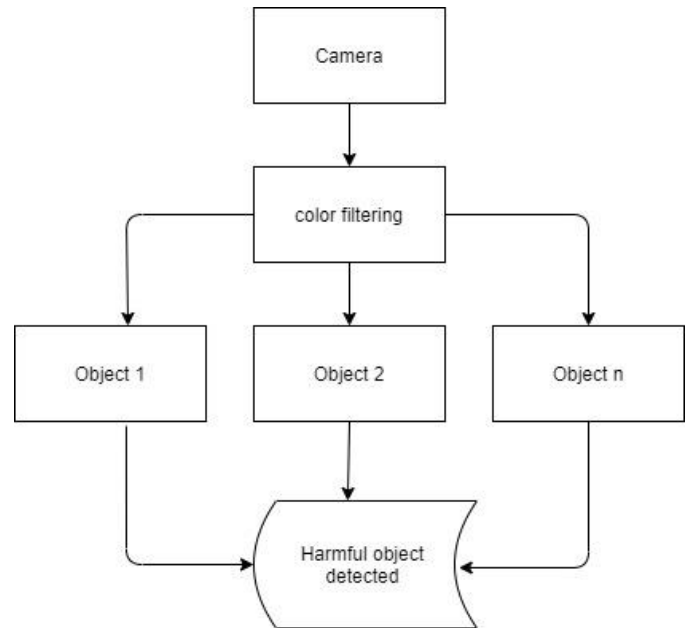 Camera
color filtering
Object 1
Object 2
Object n
Harmful object
detected